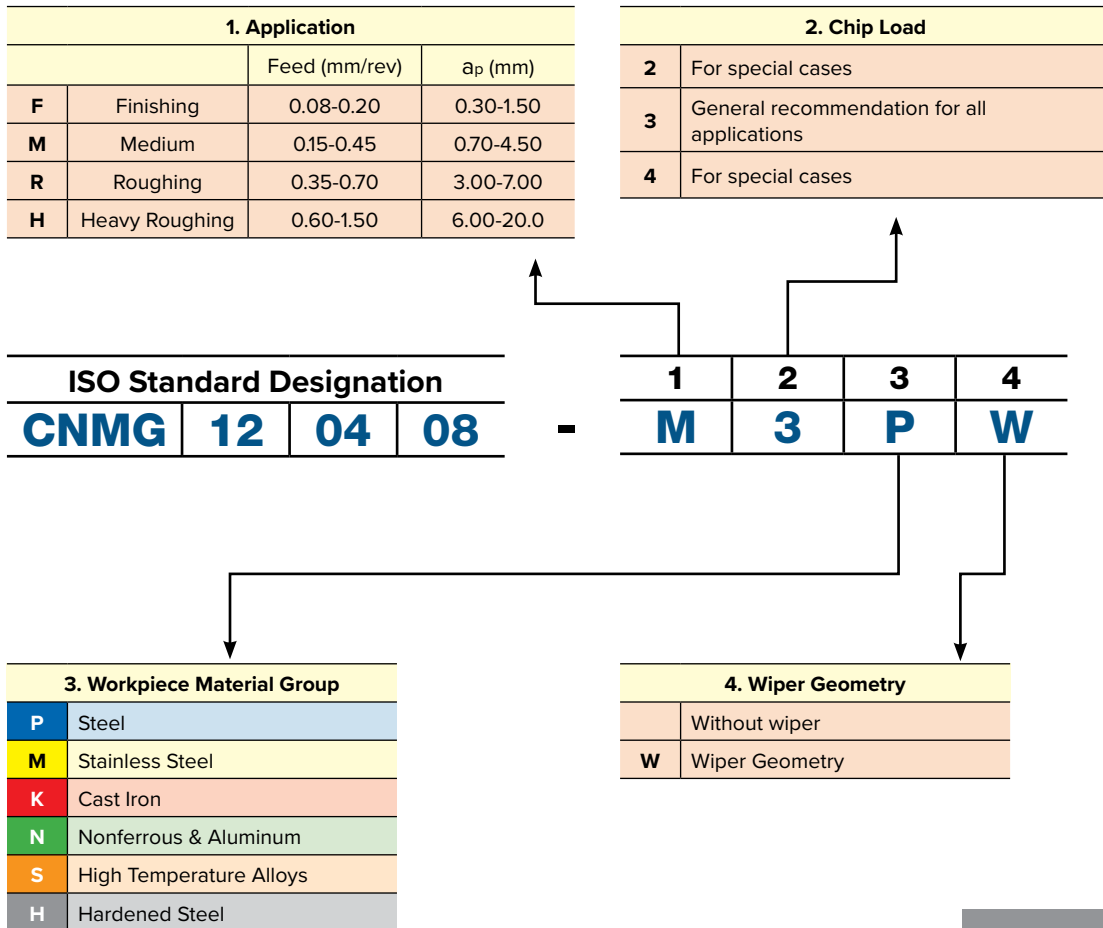 1. Application
Feed (mm/rev) ap (mm)
F Finishing 0.08-0.20 0.30-1.50
M Medium 0.15-0.45 0.70-4.50
R Roughing 0.35-0.70 3.00-7.00
H Heavy Roughing 0.60-1.50 6.00-20.0
2. Chip Load
2 For special cases
3 General recommendation for all
applications
4 For special cases
ISO Standard Designation
CNMG 12 04 08 -
1 2 3 4
M 3 P W
3. Workpiece Material Group
P Steel
M Stainless Steel
K Cast Iron
N Nonferrous & Aluminum
S High Temperature Alloys
H Hardened Steel
4. Wiper Geometry
Without wiper
W Wiper Geometry